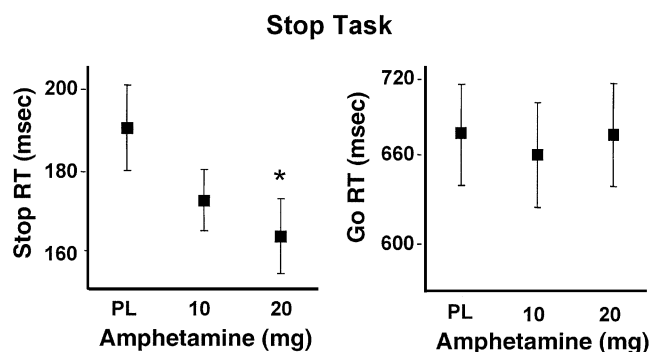 Stop Task
Stop RT (msec)
200
180
160
*
PL 10 20
Amphetamine (mg)
Go RT (msec)
720
660
600
PL 10 20
Amphetamine (mg)